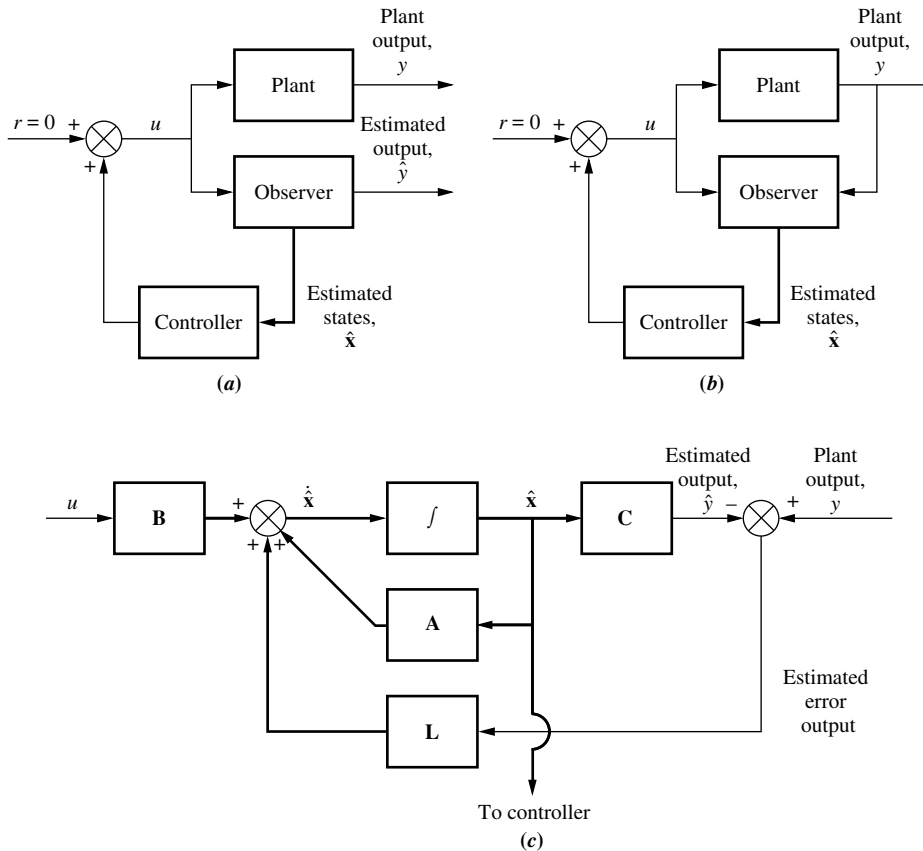 Plant
output,
y
Plant
r = 0 + u
+
Estimated
output,
ŷ
Observer
Controller
Estimated
states,
x̂
(a)
Plant
output,
y
Plant
r = 0 + u
+
Observer
Controller
Estimated
states,
x̂
(b)
u
B
+
+ +
x̂̇
∫
x̂
C
Estimated
output,
ŷ
−
+
Plant
output,
y
A
L
Estimated
error
output
To controller
(c)